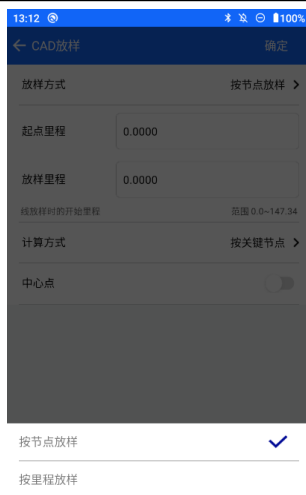 13:12 100%
CAD放样 确定
放样方式 按节点放样
起点里程 0.0000
放样里程 0.0000
线放样时的开始里程 范围 0.0~147.34
计算方式 按关键节点
中心点
按节点放样
按里程放样